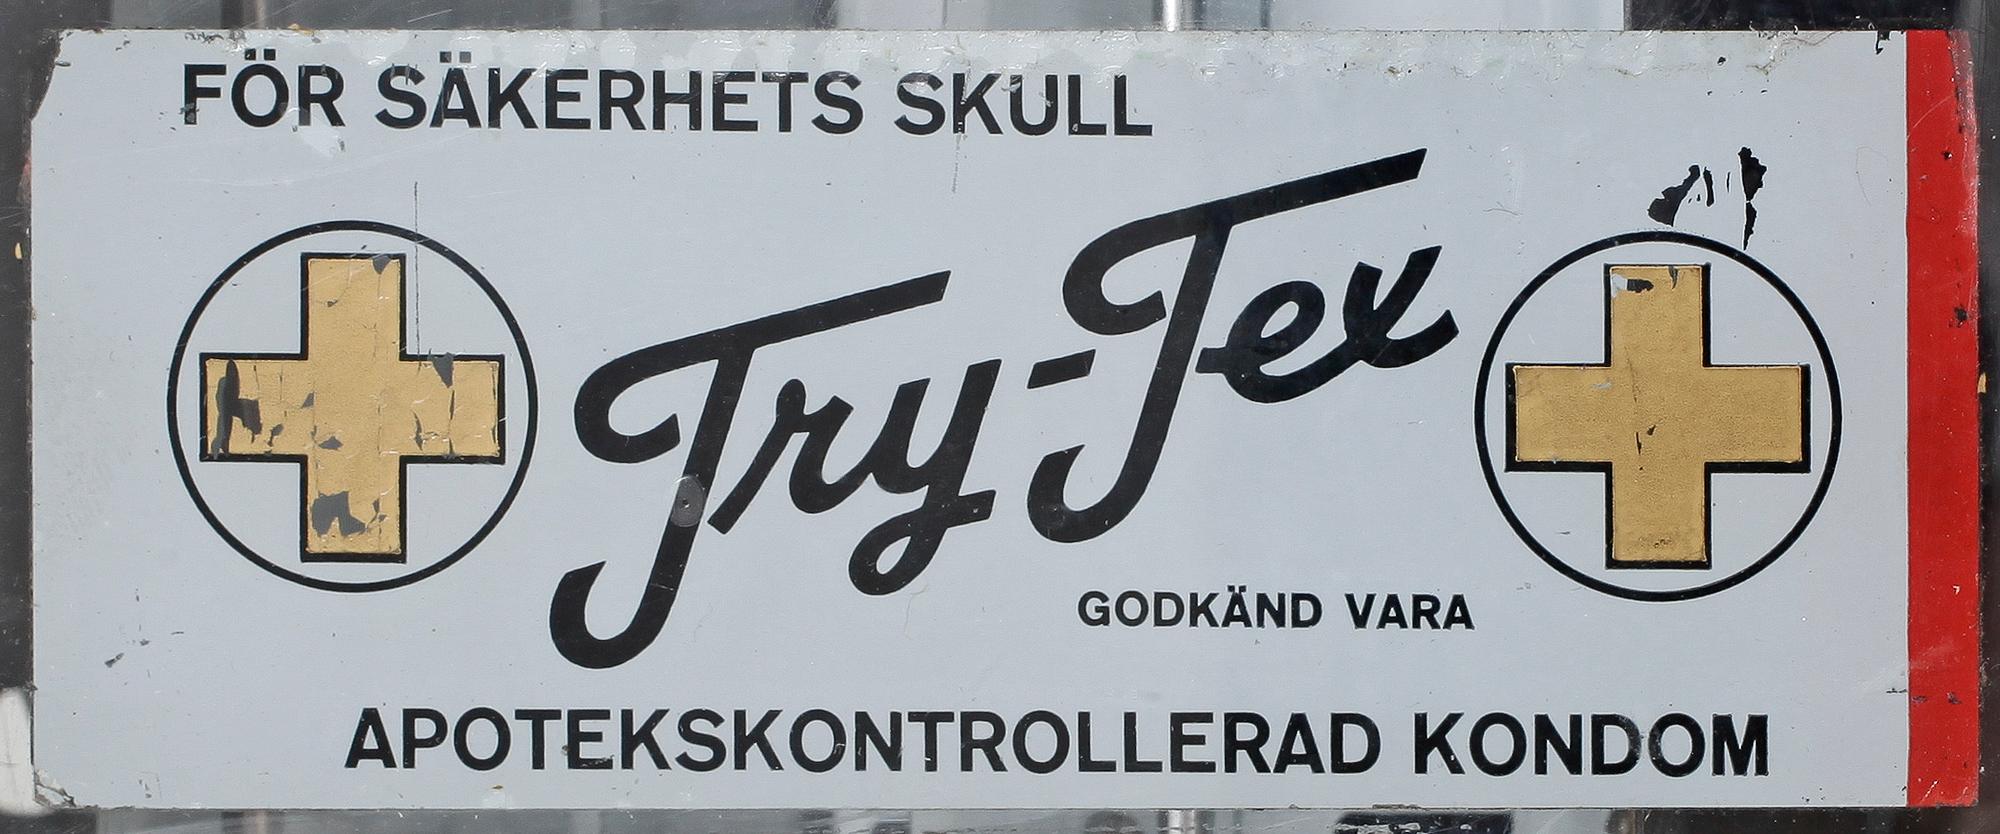 FÖR SÄKERHETS SKULL
Try-Tex
GODKÄND VARA
APOTEKSKONTROLLERAD KONDOM